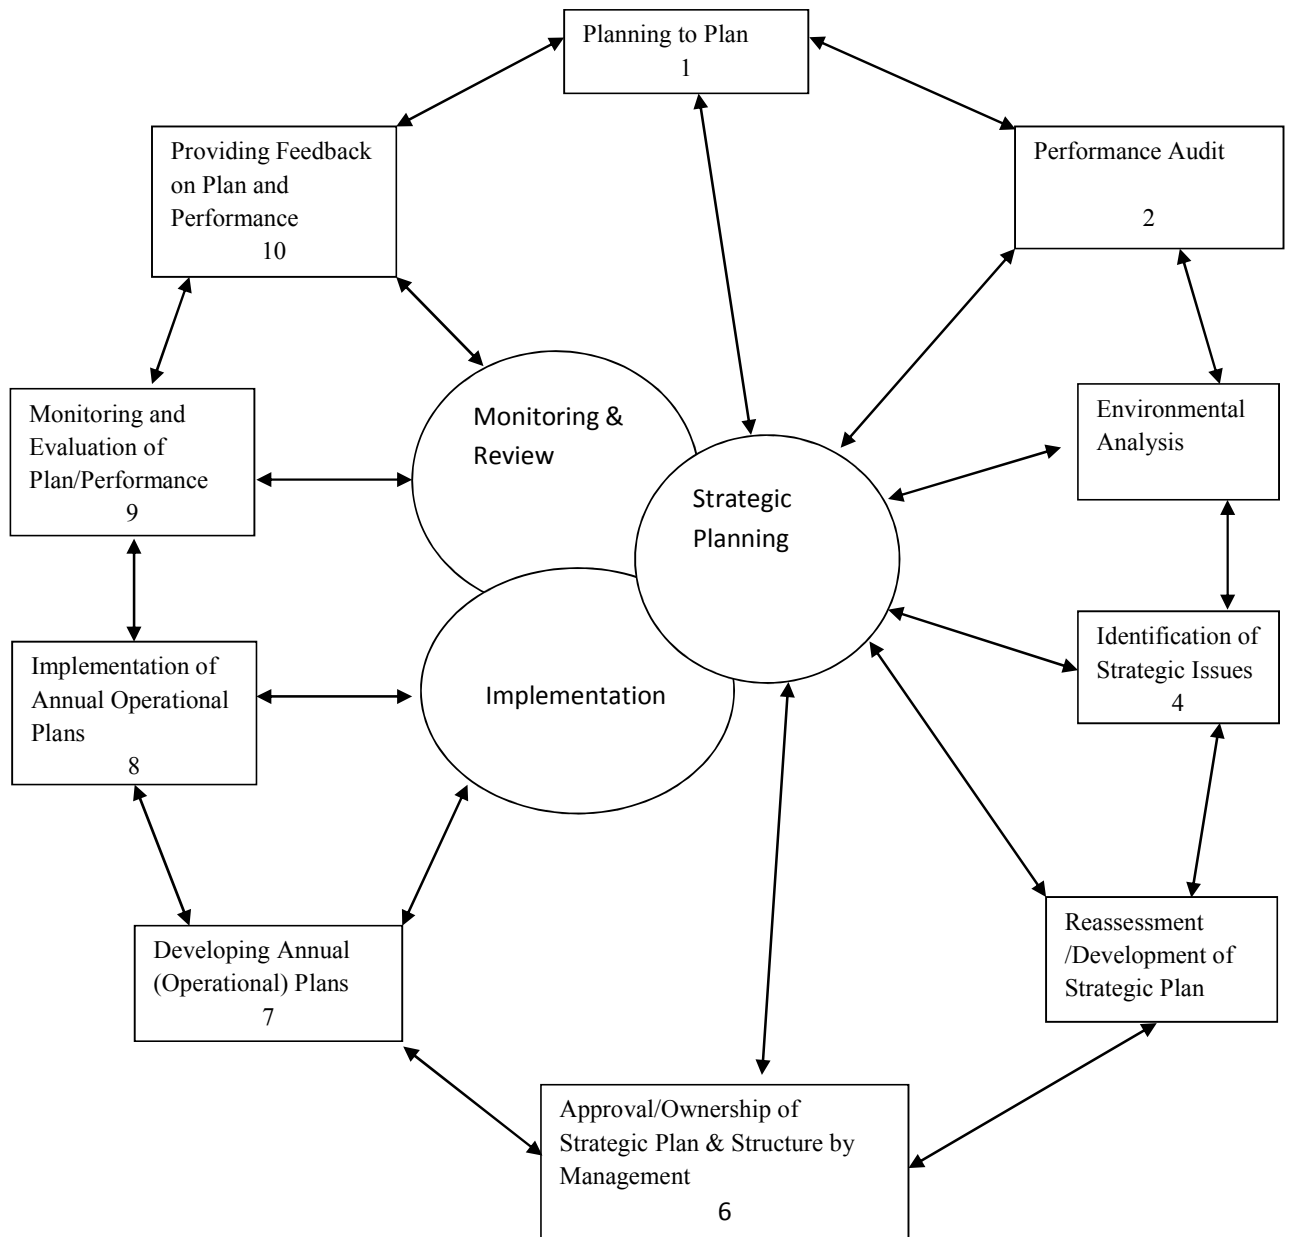 Planning to Plan
1
Performance Audit
2
Environmental
Analysis
Identification of
Strategic Issues
4
Reassessment
/Development of
Strategic Plan
Approval/Ownership of
Strategic Plan & Structure by
Management
6
Developing Annual
(Operational) Plans
7
Implementation of
Annual Operational
Plans
8
Monitoring and
Evaluation of
Plan/Performance
9
Providing Feedback
on Plan and
Performance
10
Monitoring &
Review
Strategic
Planning
Implementation